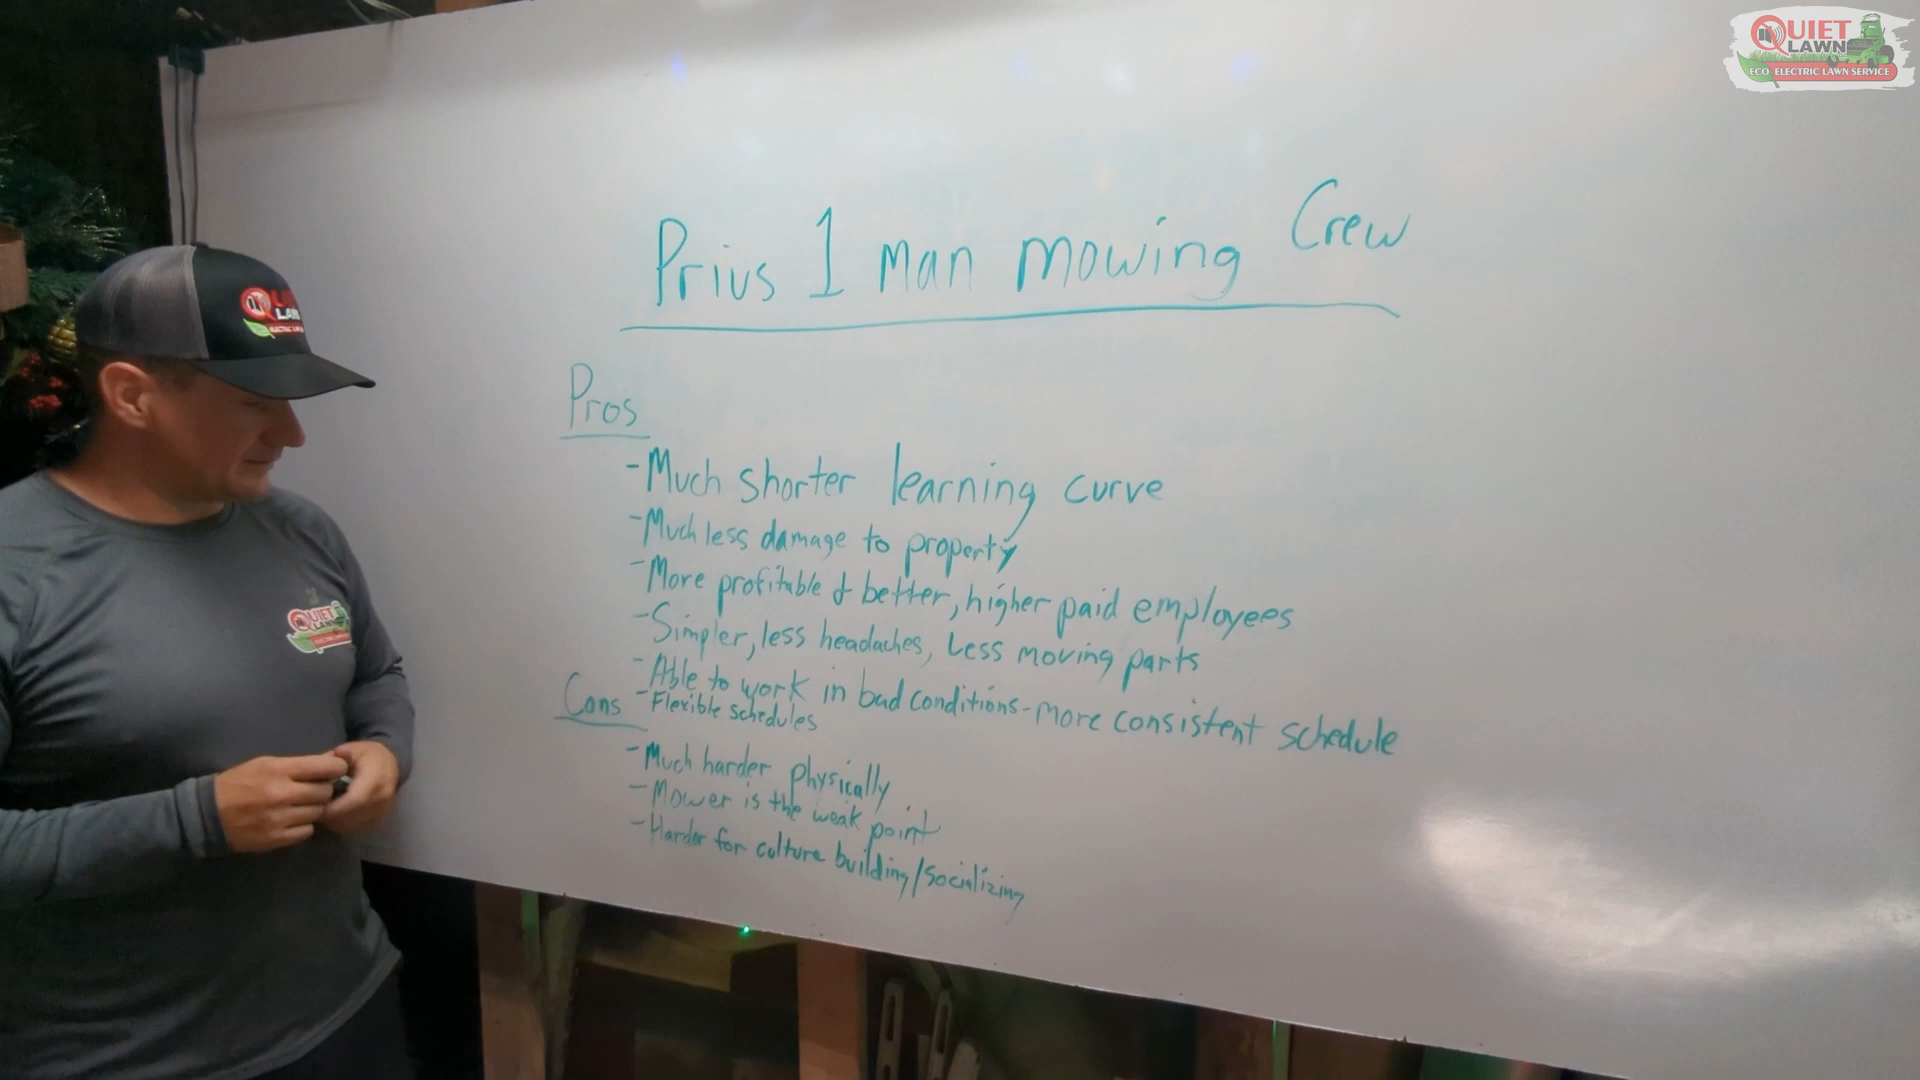 QUIET
LAWN
ECO ELECTRIC LAWN SERVICE
Prius 1 Man Mowing Crew
Pros
- Much shorter learning curve
- Much less damage to property
- More profitable & better, higher paid employees
- Simpler, less headaches, Less moving parts
- Able to work in bad conditions - more consistent schedule
- Flexible schedules
Cons
- Much harder physically
- Mower is the weak point
- Harder for culture building/socializing
QUIET
LAWN